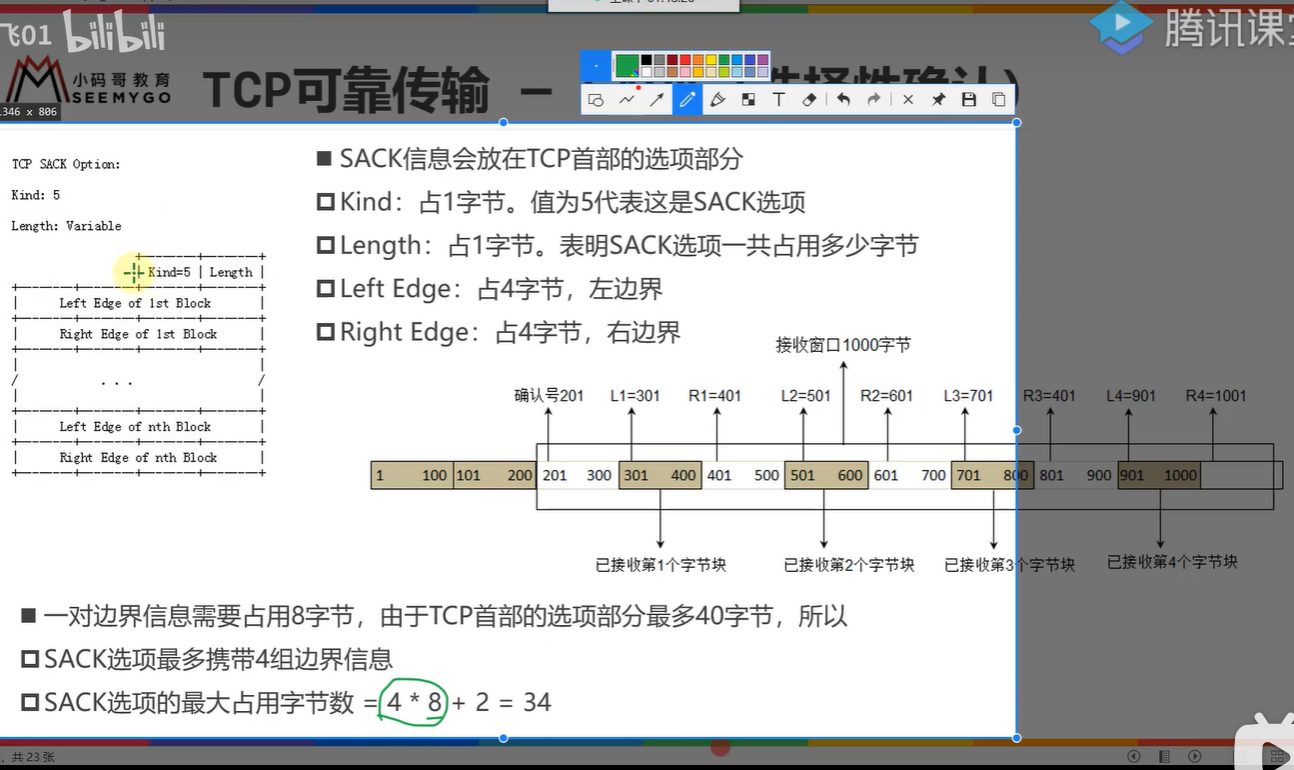 飞01 bilibili
腾讯课堂
小码哥教育
SEEMYGO
TCP可靠传输 – 选择性确认)
346 x 806
TCP SACK Option:
Kind: 5
Length: Variable
Kind=5 | Length
Left Edge of 1st Block
Right Edge of 1st Block
. . .
Left Edge of nth Block
Right Edge of nth Block
■ SACK信息会放在TCP首部的选项部分
Kind：占1字节。值为5代表这是SACK选项
Length：占1字节。表明SACK选项一共占用多少字节
Left Edge：占4字节，左边界
Right Edge：占4字节，右边界
接收窗口1000字节
确认号201 L1=301 R1=401 L2=501 R2=601 L3=701 R3=401 L4=901 R4=1001
1 100 101 200 201 300 301 400 401 500 501 600 601 700 701 800 801 900 901 1000
已接收第1个字节块 已接收第2个字节块 已接收第3个字节块 已接收第4个字节块
■ 一对边界信息需要占用8字节，由于TCP首部的选项部分最多40字节，所以
SACK选项最多携带4组边界信息
SACK选项的最大占用字节数 = 4 * 8 + 2 = 34
，共 23 张